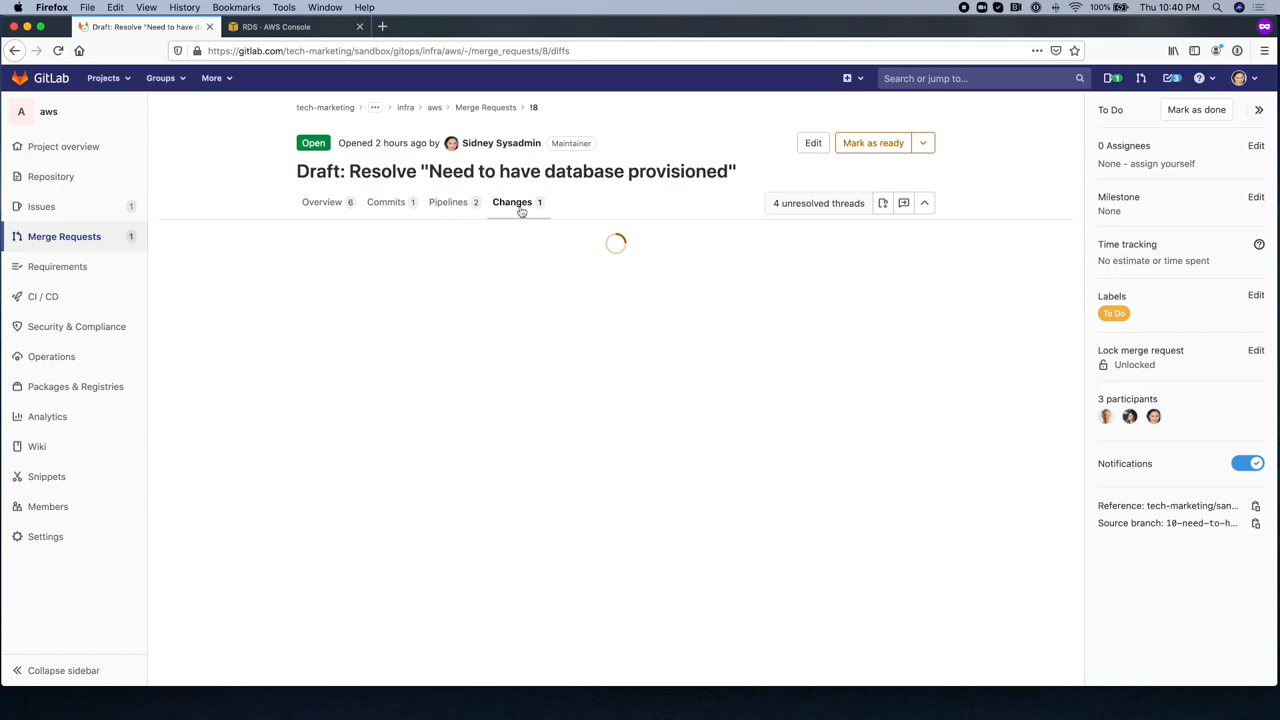 Firefox File Edit View History Bookmarks Tools Window Help 100% Thu 10:40 PM
Draft: Resolve "Need to have da
RDS - AWS Console
https://gitlab.com/tech-marketing/sandbox/gitops/infra/aws/-/merge_requests/8/diffs
GitLab Projects Groups More Search or jump to... 1 3
A aws
Project overview
Repository
Issues 1
Merge Requests 1
Requirements
CI / CD
Security & Compliance
Operations
Packages & Registries
Analytics
Wiki
Snippets
Members
Settings
Collapse sidebar
tech-marketing > ... > infra > aws > Merge Requests > !8
Open Opened 2 hours ago by Sidney Sysadmin Maintainer Edit Mark as ready
Draft: Resolve "Need to have database provisioned"
Overview 6 Commits 1 Pipelines 2 Changes 1 4 unresolved threads
To Do Mark as done
0 Assignees Edit
None - assign yourself
Milestone Edit
None
Time tracking
No estimate or time spent
Labels Edit
To Do
Lock merge request Edit
Unlocked
3 participants
Notifications
Reference: tech-marketing/san...
Source branch: 10-need-to-h...